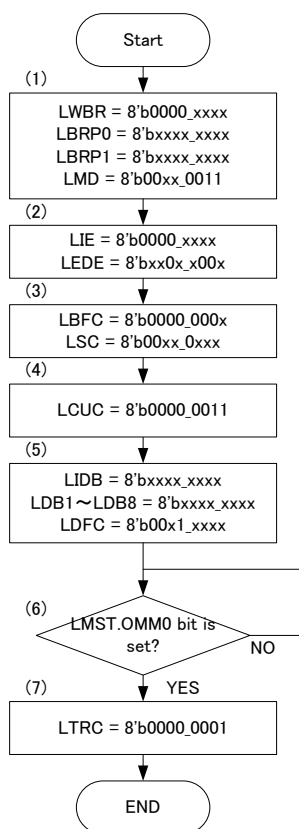 Start
(1)
LWBR = 8'b0000_xxxx
LBRP0 = 8'bxxxx_xxxx
LBRP1 = 8'bxxxx_xxxx
LMD = 8'b00xx_0011
(2)
LIE = 8'b0000_xxxx
LEDE = 8'bxx0x_x00x
(3)
LBFC = 8'b0000_000x
LSC = 8'b00xx_0xxx
(4)
LCUC = 8'b0000_0011
(5)
LIDB = 8'bxxxx_xxxx
LDB1～LDB8 = 8'bxxxx_xxxx
LDFC = 8'b00x1_xxxx
(6)
LMST.OMM0 bit is
set?
NO
(7)
YES
LTRC = 8'b0000_0001
END